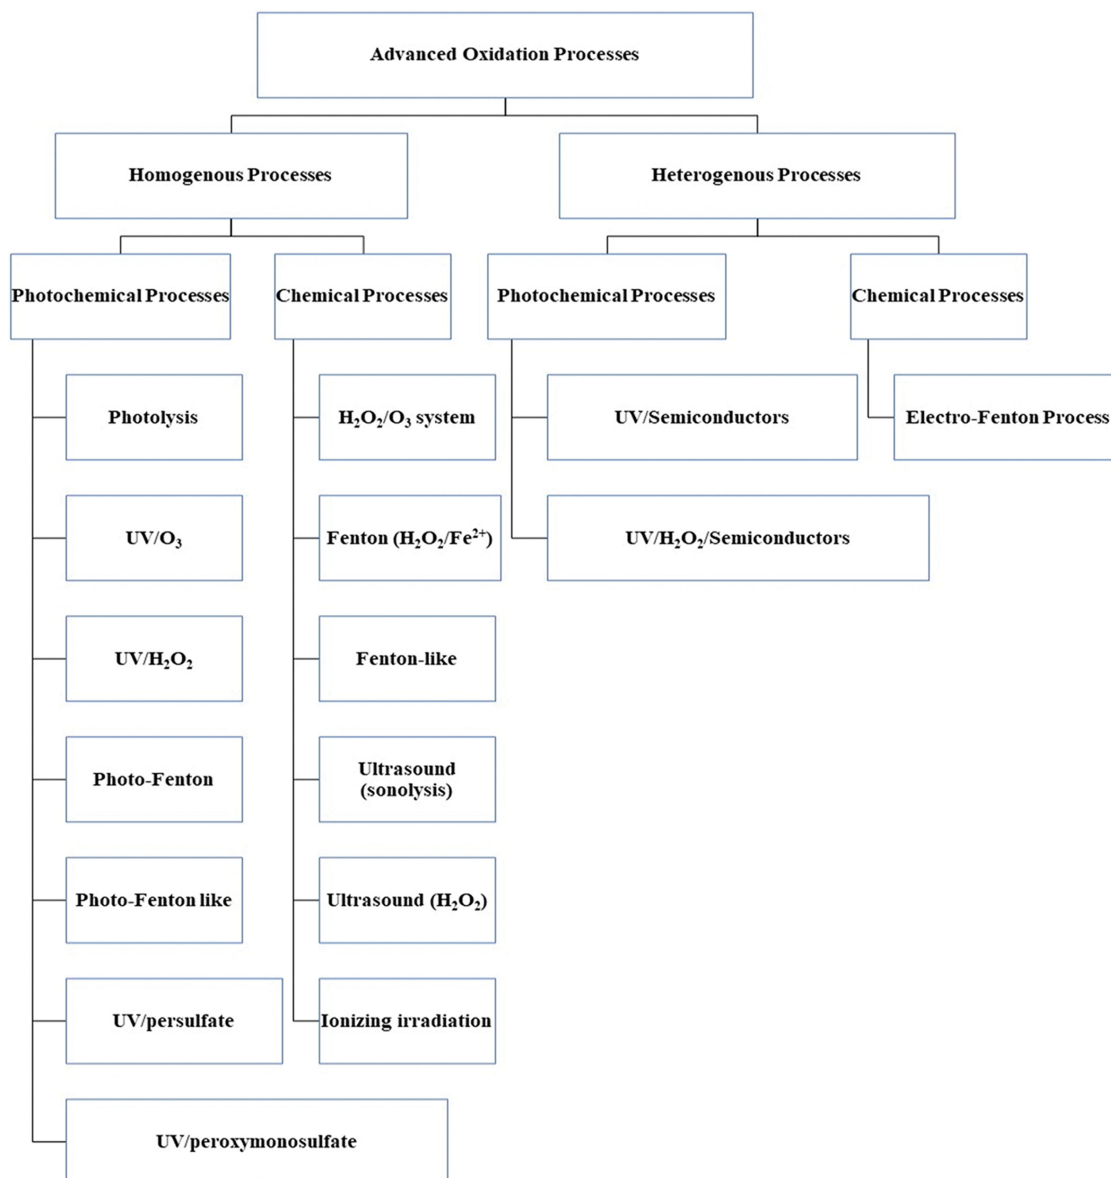 Advanced Oxidation Processes
Homogenous Processes
Heterogenous Processes
Photochemical Processes
Chemical Processes
Photochemical Processes
Chemical Processes
Photolysis
UV/O₃
UV/H₂O₂
Photo-Fenton
Photo-Fenton like
UV/persulfate
UV/peroxymonosulfate
H₂O₂/O₃ system
Fenton (H₂O₂/Fe²⁺)
Fenton-like
Ultrasound
(sonolysis)
Ultrasound (H₂O₂)
Ionizing irradiation
UV/Semiconductors
UV/H₂O₂/Semiconductors
Electro-Fenton Process